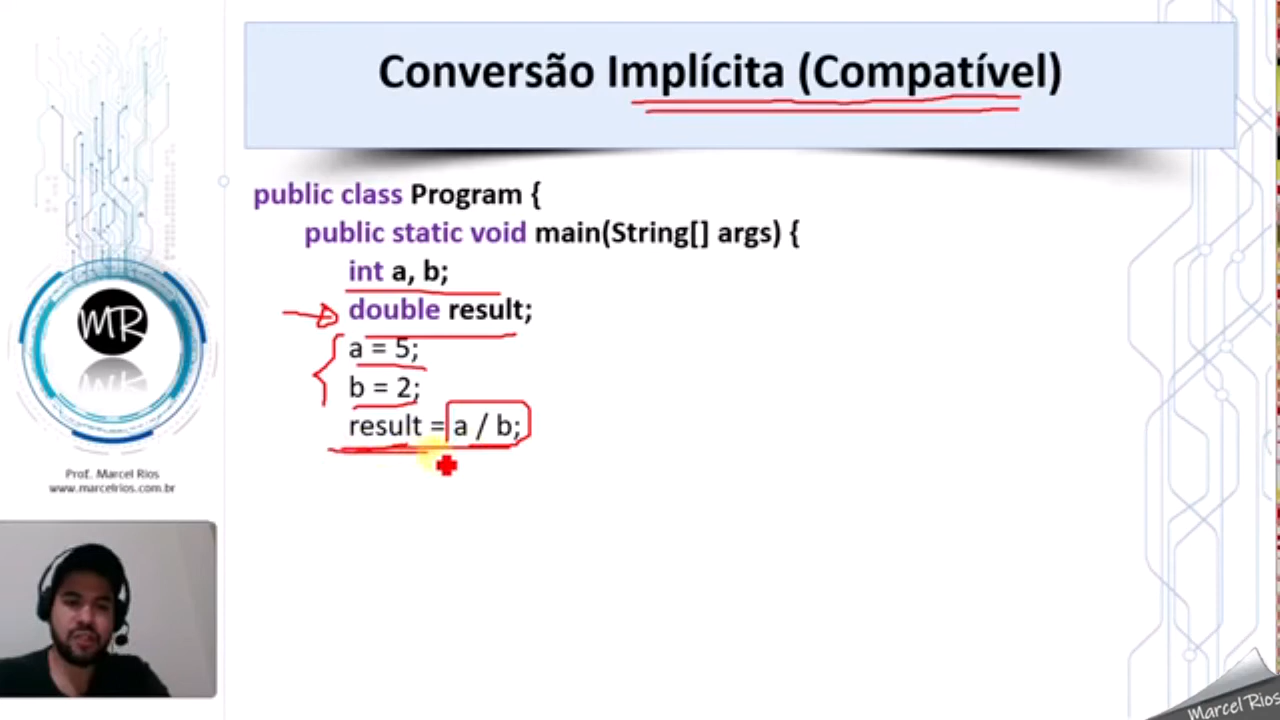 Conversão Implícita (Compatível)
public class Program {
public static void main(String[] args) {
int a, b;
double result;
a = 5;
b = 2;
result = a / b;
MR
Prof. Marcel Rios
www.marcelrios.com.br
Marcel Rios